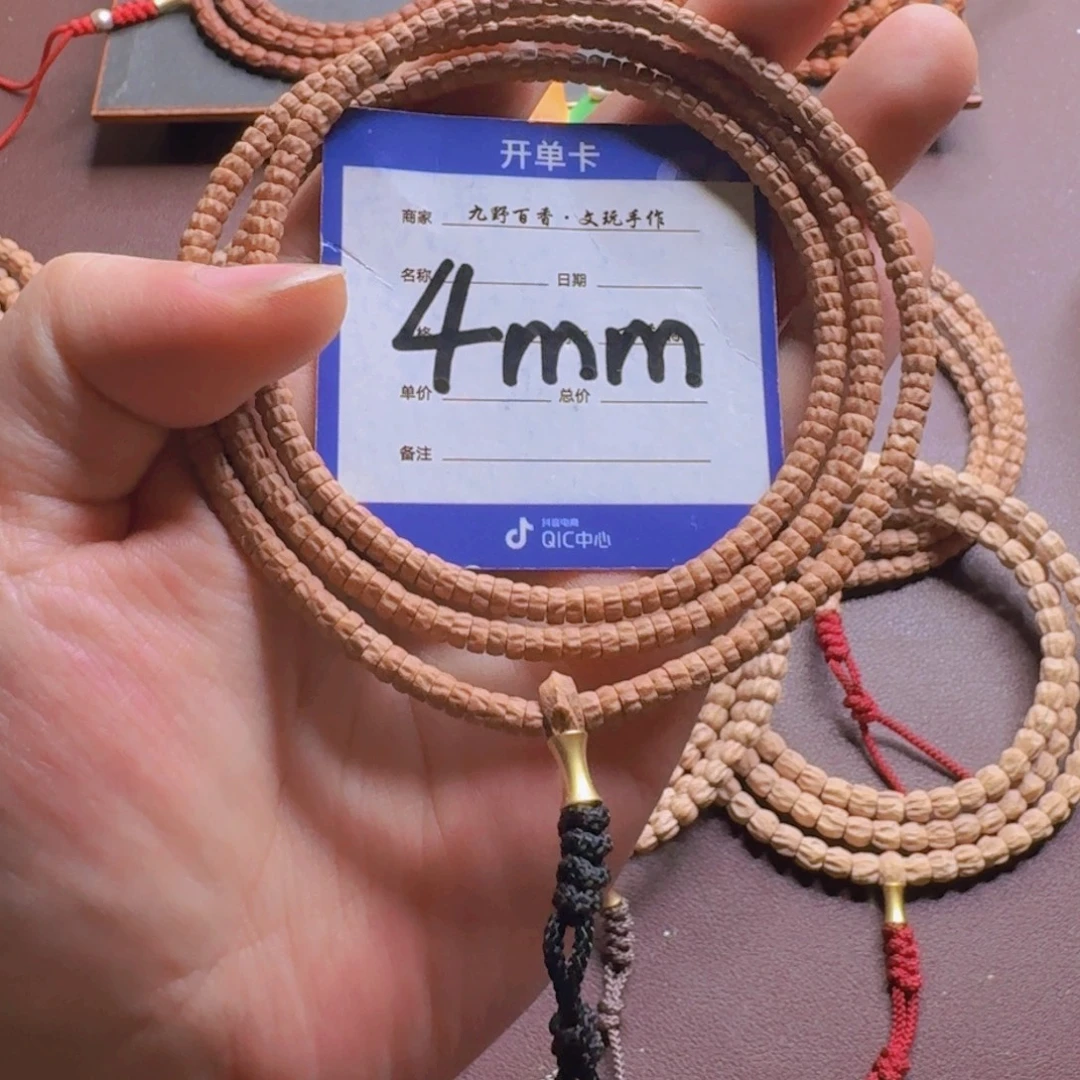 开单卡
商家 九野百香·文玩手作
名称 日期
4mm
单价 总价
备注
抖音电商
QIC中心